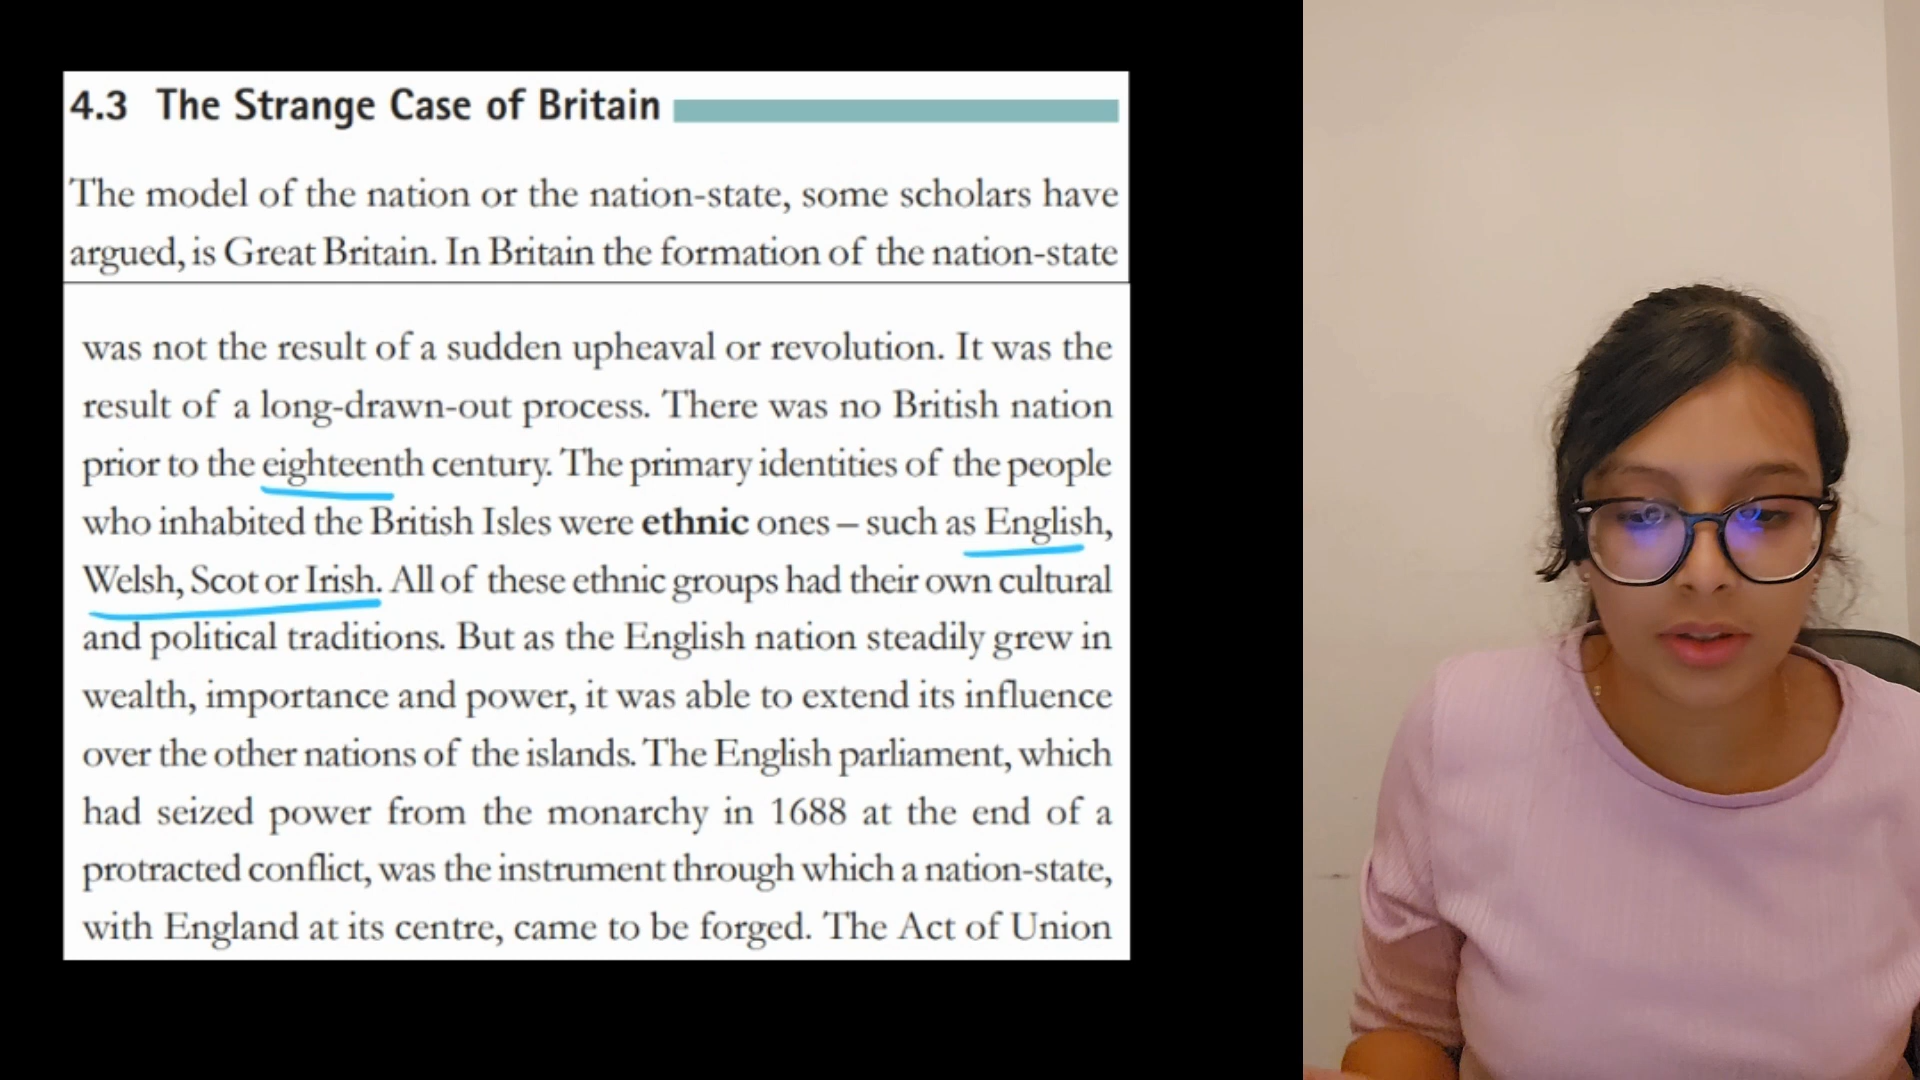 4.3 The Strange Case of Britain
The model of the nation or the nation-state, some scholars have
argued, is Great Britain. In Britain the formation of the nation-state
was not the result of a sudden upheaval or revolution. It was the
result of a long-drawn-out process. There was no British nation
prior to the eighteenth century. The primary identities of the people
who inhabited the British Isles were ethnic ones – such as English,
Welsh, Scot or Irish. All of these ethnic groups had their own cultural
and political traditions. But as the English nation steadily grew in
wealth, importance and power, it was able to extend its influence
over the other nations of the islands. The English parliament, which
had seized power from the monarchy in 1688 at the end of a
protracted conflict, was the instrument through which a nation-state,
with England at its centre, came to be forged. The Act of Union